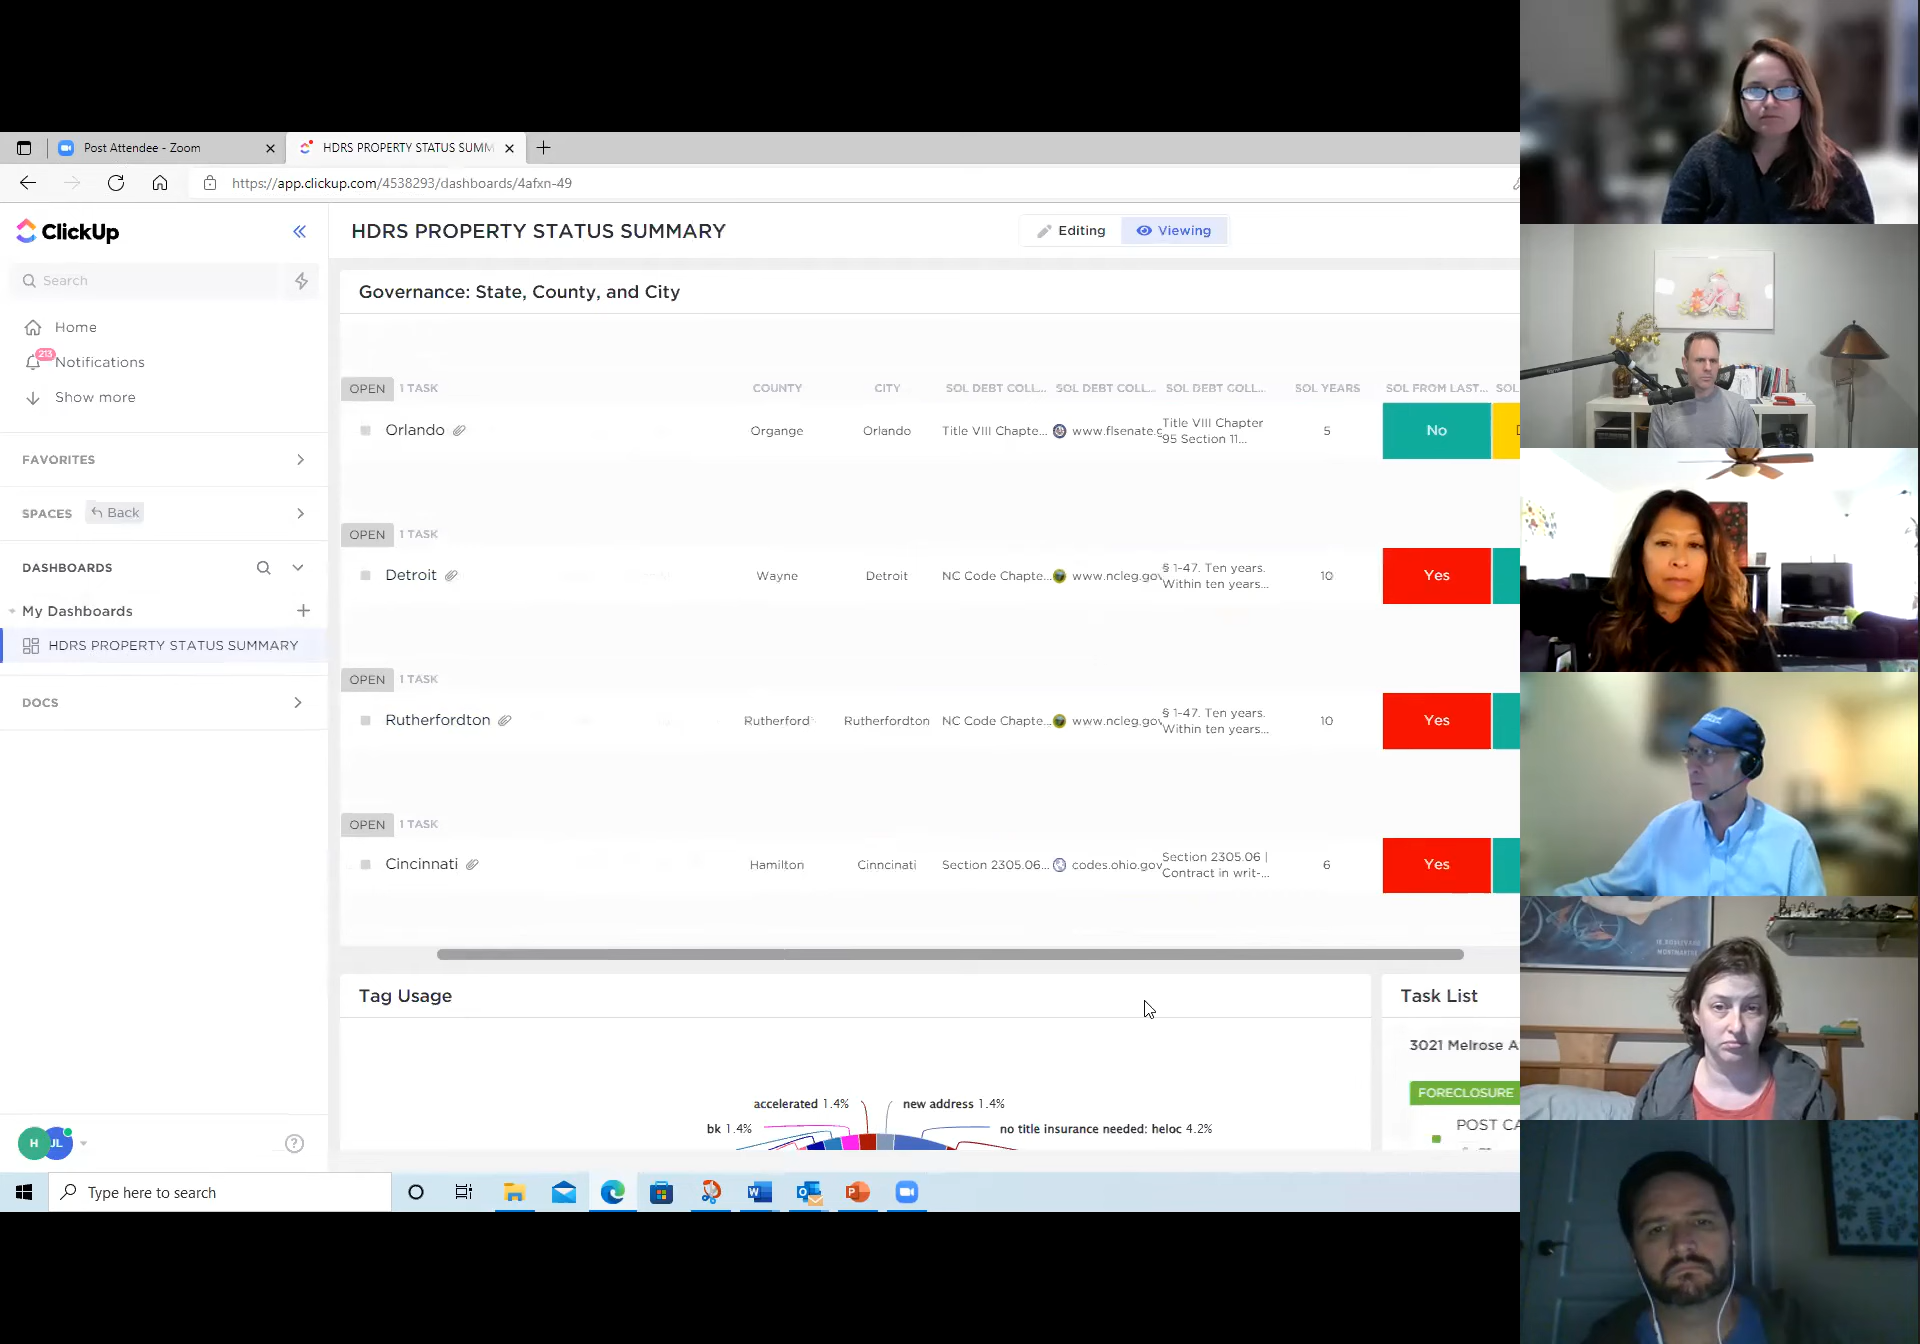 Post Attendee - Zoom
HDRS PROPERTY STATUS SUMM
https://app.clickup.com/4538293/dashboards/4afxn-49
ClickUp
HDRS PROPERTY STATUS SUMMARY
Editing
Viewing
Search
Home
213
Notifications
Show more
FAVORITES
SPACES
Back
DASHBOARDS
My Dashboards
HDRS PROPERTY STATUS SUMMARY
DOCS
Governance: State, County, and City
OPEN 1 TASK COUNTY CITY SOL DEBT COLL... SOL DEBT COLL... SOL DEBT COLL... SOL YEARS SOL FROM LAST... SOL
Orlando Organge Orlando Title VIII Chapte... www.flsenate.c Title VIII Chapter 95 Section 11... 5 No
OPEN 1 TASK
Detroit Wayne Detroit NC Code Chapte... www.ncleg.gov § 1-47. Ten years. Within ten years... 10 Yes
OPEN 1 TASK
Rutherfordton Rutherford Rutherfordton NC Code Chapte... www.ncleg.gov § 1-47. Ten years. Within ten years... 10 Yes
OPEN 1 TASK
Cincinnati Hamilton Cinncinati Section 2305.06... codes.ohio.gov Section 2305.06 | Contract in writ-... 6 Yes
Tag Usage
accelerated 1.4%
new address 1.4%
bk 1.4%
no title insurance needed: heloc 4.2%
Task List
3021 Melrose A
FORECLOSURE
POST CA
H
JL
Type here to search